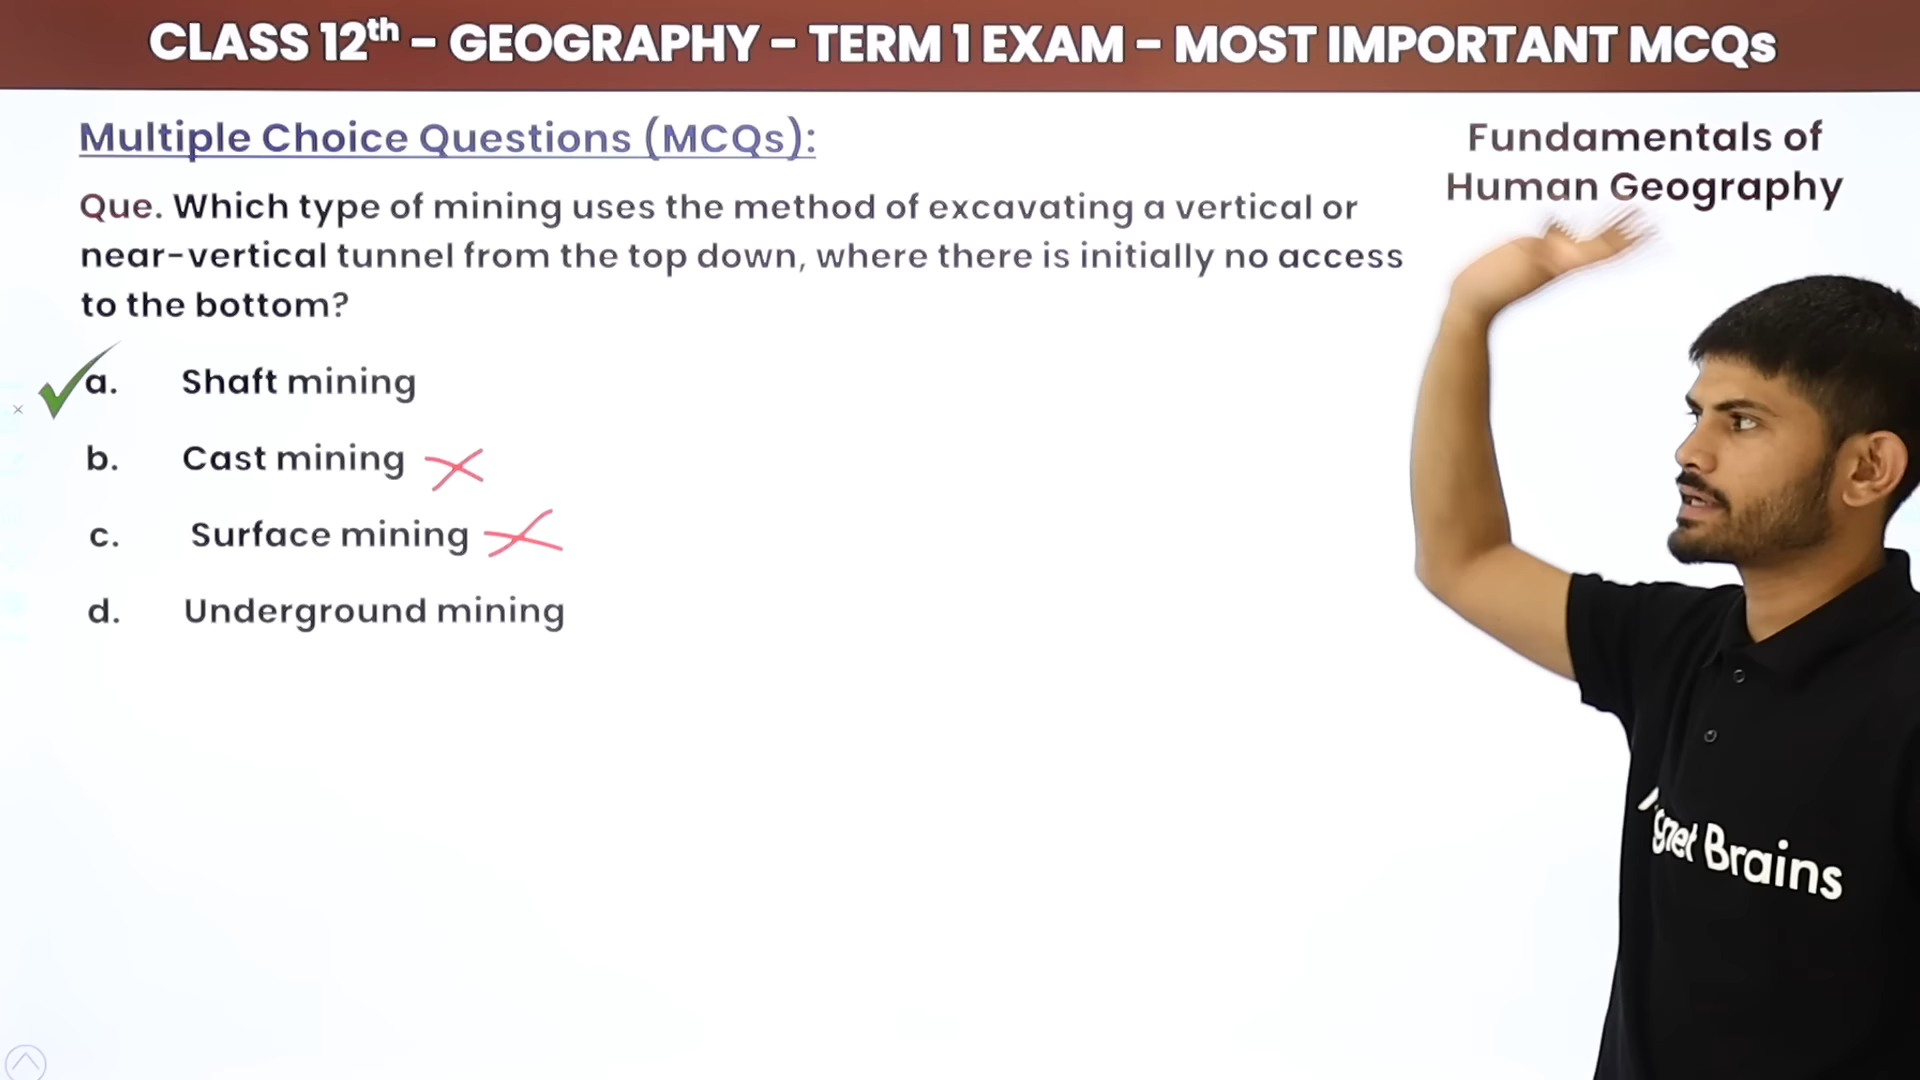 CLASS 12th - GEOGRAPHY - TERM 1 EXAM - MOST IMPORTANT MCQs
Multiple Choice Questions (MCQs):
Fundamentals of
Human Geography
Que. Which type of mining uses the method of excavating a vertical or
near-vertical tunnel from the top down, where there is initially no access
to the bottom?
a. Shaft mining
b. Cast mining
c. Surface mining
d. Underground mining
gnet Brains